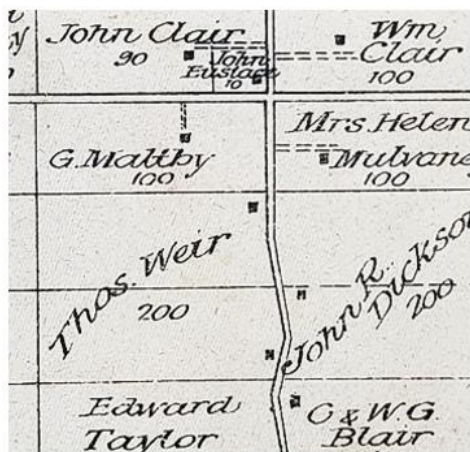 John Clair
90
John
Eustace
10
Wm
Clair
100
G. Maltby
100
Mrs. Helen
Mulvaney
100
Thos. Weir
200
John R.
Dickson
200
Edward
Taylor
C & W.G.
Blair